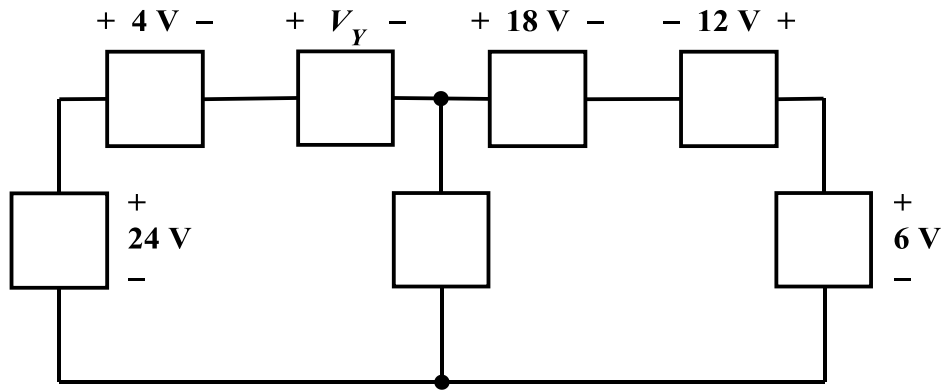 + 4 V – + V_Y – + 18 V – – 12 V +
+ +
24 V 6 V
– –